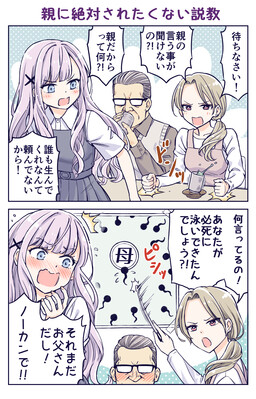 親に絶対されたくない説教
待ちなさい!
親の
言う事が
聞けない
の?!
親だから
って何?!
ドンッ
誰も生んで
くれなんて
頼んでない
から!
何言ってるの!
あなたが
必死に
泳いできたん
でしょう?!
母
ピシッ
それまだ
お父さん
だし!
ノーカンで!!